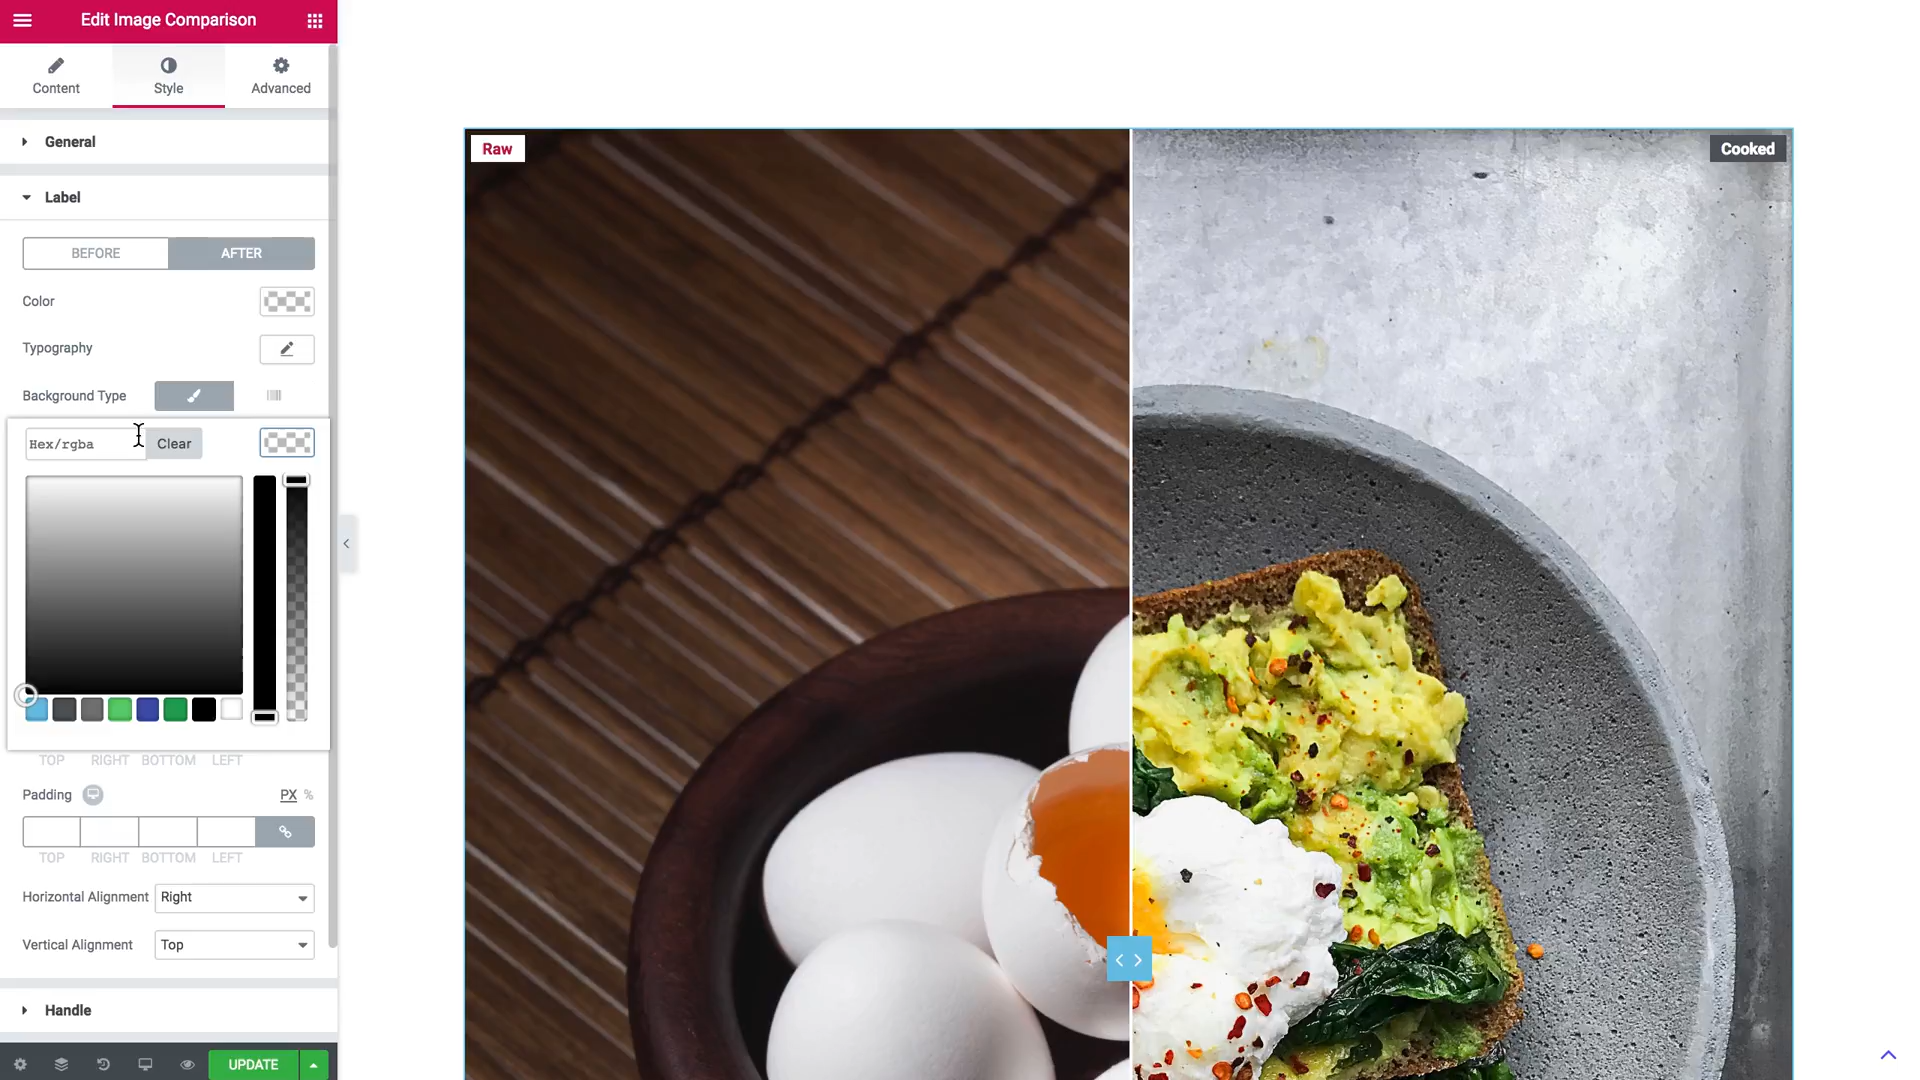 Edit Image Comparison
Content
Style
Advanced
General
Label
BEFORE
AFTER
Color
Typography
Background Type
Hex/rgba
Clear
TOP RIGHT BOTTOM LEFT
Padding
PX %
TOP RIGHT BOTTOM LEFT
Horizontal Alignment
Right
Vertical Alignment
Top
Handle
UPDATE
Raw
Cooked